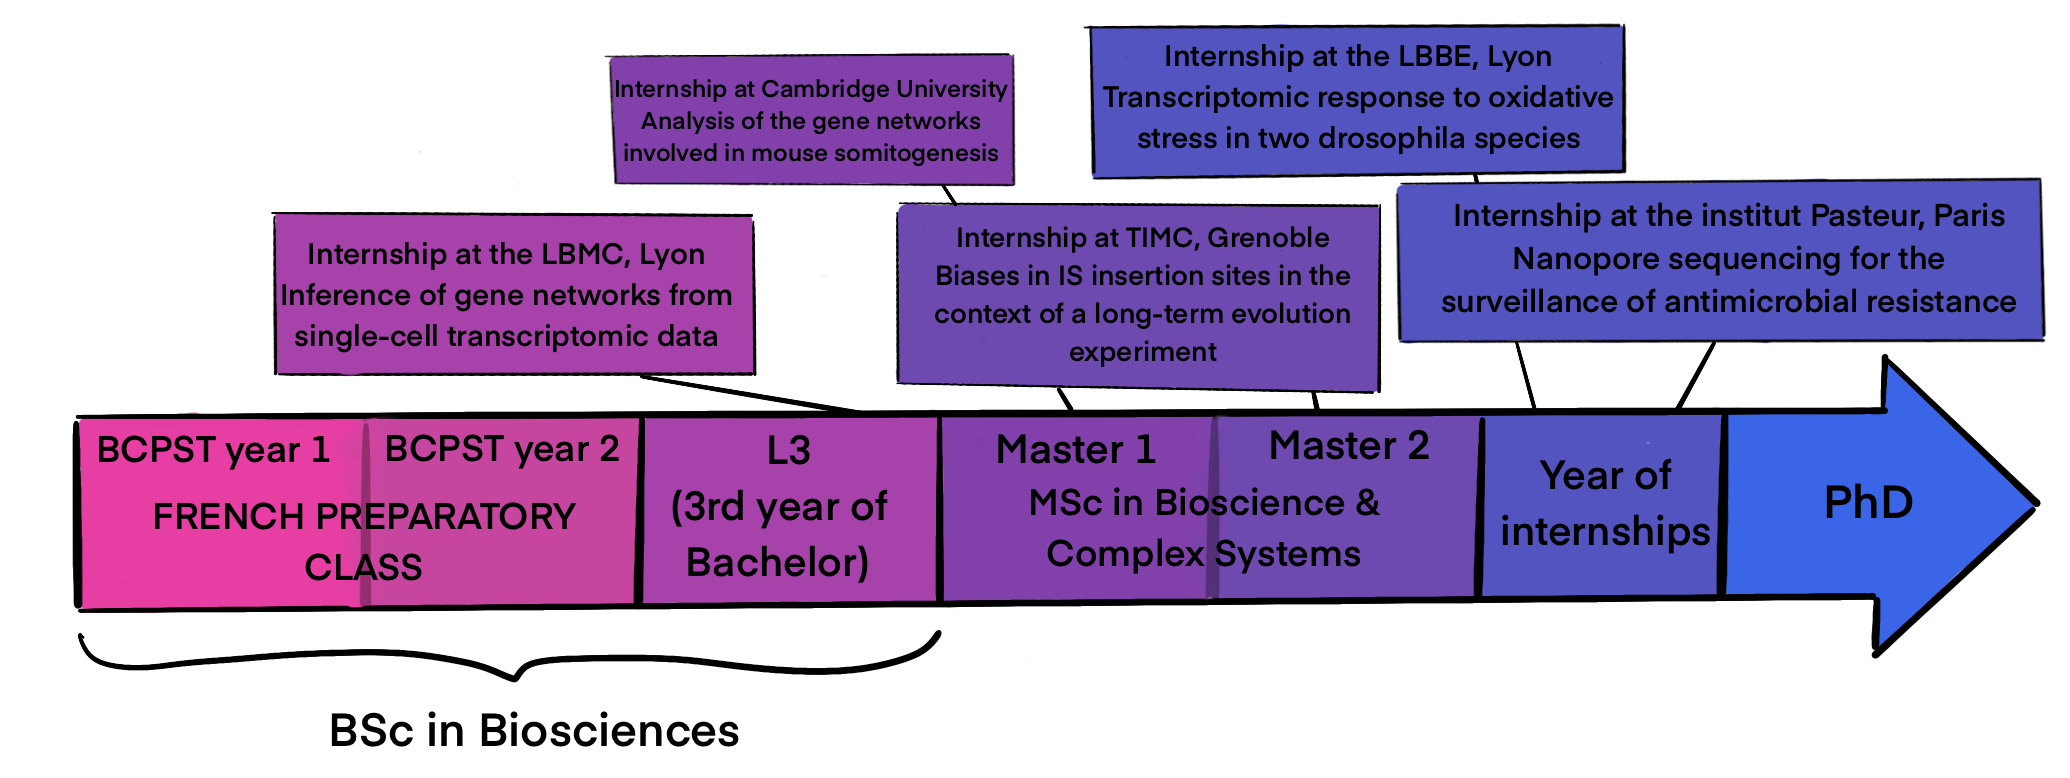 Internship at the LBMC, Lyon
Inference of gene networks from
single-cell transcriptomic data
Internship at Cambridge University
Analysis of the gene networks
involved in mouse somitogenesis
Internship at TIMC, Grenoble
Biases in IS insertion sites in the
context of a long-term evolution
experiment
Internship at the LBBE, Lyon
Transcriptomic response to oxidative
stress in two drosophila species
Internship at the institut Pasteur, Paris
Nanopore sequencing for the
surveillance of antimicrobial resistance
BCPST year 1
BCPST year 2
FRENCH PREPARATORY
CLASS
L3
(3rd year of
Bachelor)
Master 1
Master 2
MSc in Bioscience &
Complex Systems
Year of
internships
PhD
BSc in Biosciences